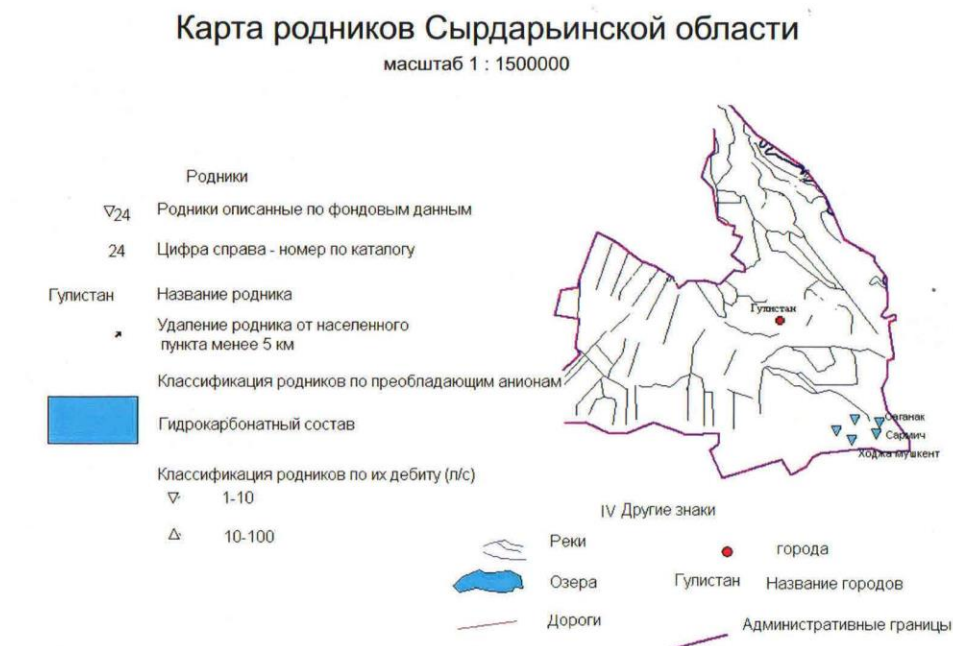 Карта родников Сырдарьинской области
масштаб 1 : 1500000
Родники
24 Родники описанные по фондовым данным
24 Цифра справа - номер по каталогу
Гулистан Название родника
Удаление родника от населенного
пункта менее 5 км
Классификация родников по преобладающим анионам
Гидрокарбонатный состав
Классификация родников по их дебиту (л/с)
1-10
10-100
Гулистан
Саганак
Сармич
Ходжа мушкент
IV Другие знаки
Реки
города
Озера
Гулистан Название городов
Дороги
Административные границы